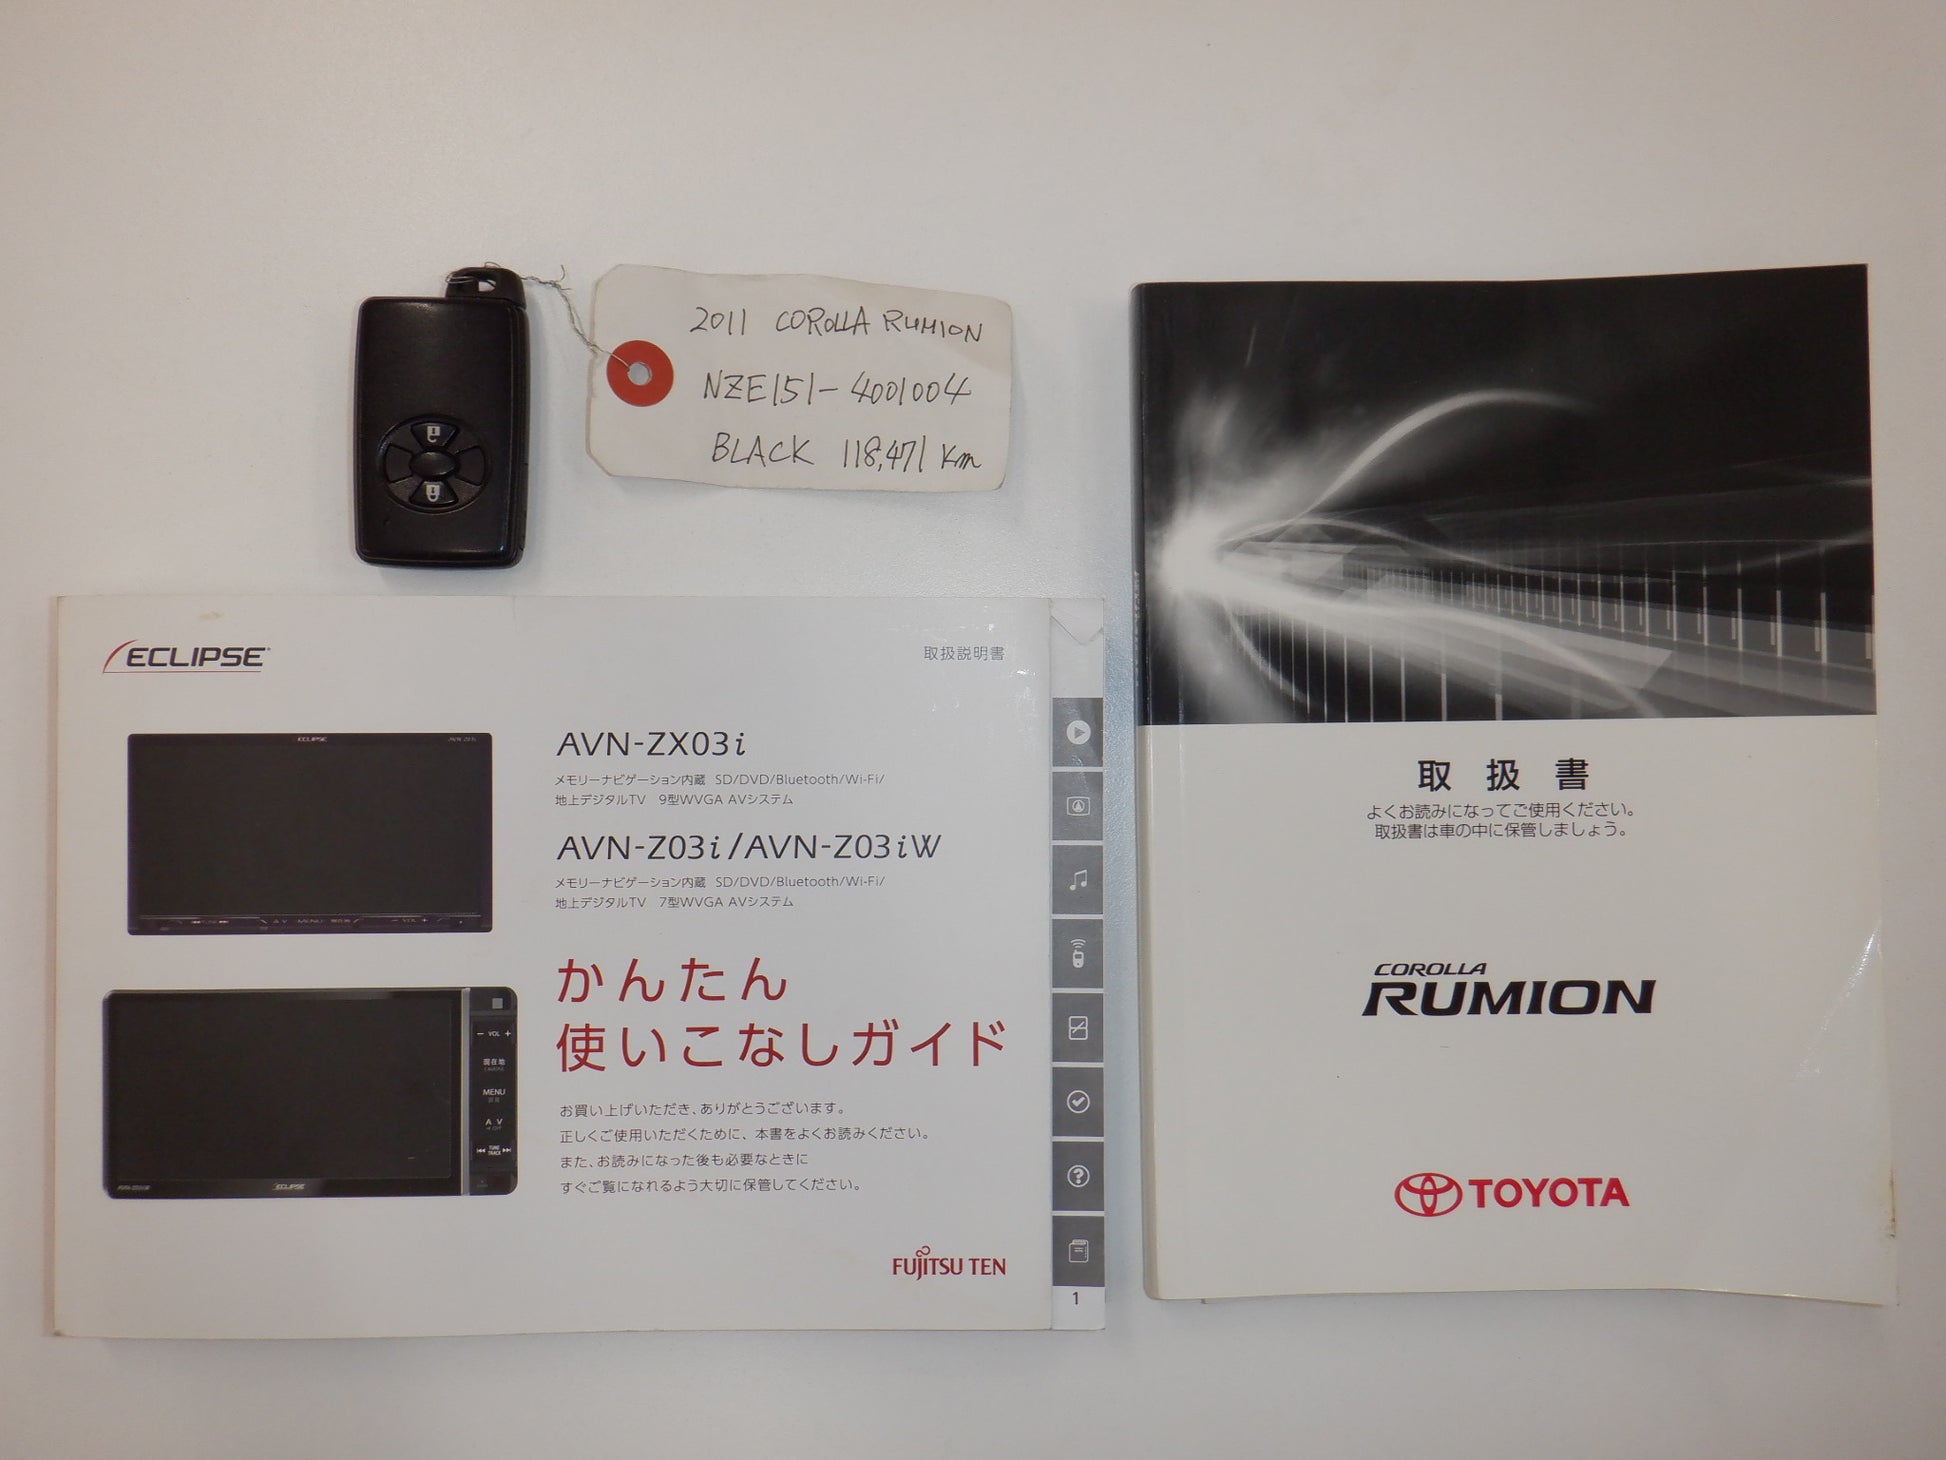 2011 COROLLA RUMION
NZE151-4001004
BLACK 118,471 km
ECLIPSE
取扱説明書
ECLIPSE
AVN-ZX03i
メモリーナビゲーション内蔵 SD/DVD/Bluetooth/Wi-Fi/
地上デジタルTV 9型WVGA AVシステム
AVN-Z03i/AVN-Z03iW
メモリーナビゲーション内蔵 SD/DVD/Bluetooth/Wi-Fi/
地上デジタルTV 7型WVGA AVシステム
かんたん
使いこなしガイド
お買い上げいただき、ありがとうございます。
正しくご使用いただくために、本書をよくお読みください。
また、お読みになった後も必要なときに
すぐご覧になれるよう大切に保管してください。
- VOL +
現在地
MENU
A V
TUNE
TRACK
ECLIPSE
FUJITSU TEN
1
取扱書
よくお読みになってご使用ください。
取扱書は車の中に保管しましょう。
COROLLA
RUMION
TOYOTA